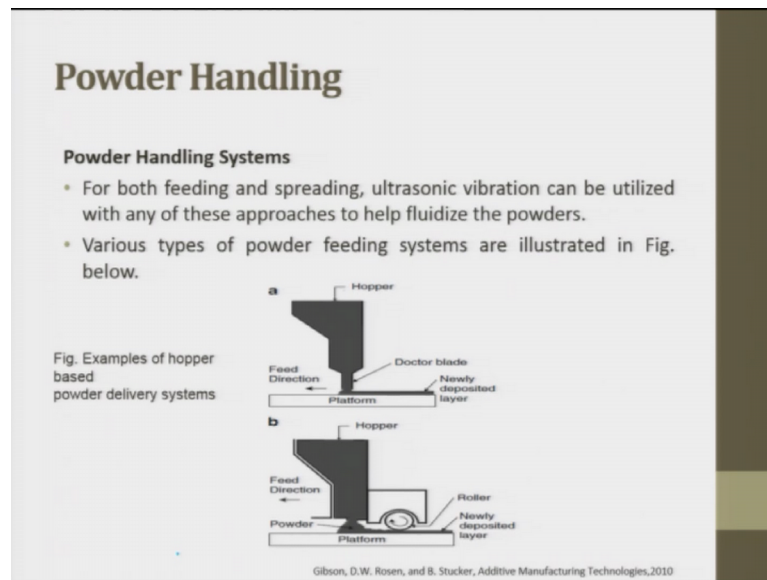 Powder Handling
Powder Handling Systems
• For both feeding and spreading, ultrasonic vibration can be utilized
with any of these approaches to help fluidize the powders.
• Various types of powder feeding systems are illustrated in Fig.
below.
Fig. Examples of hopper
based
powder delivery systems
a
Hopper
Doctor blade
Feed
Direction
Newly
deposited
layer
Platform
b
Hopper
Feed
Direction
Roller
Powder
Newly
deposited
layer
Platform
Gibson, D.W. Rosen, and B. Stucker, Additive Manufacturing Technologies,2010